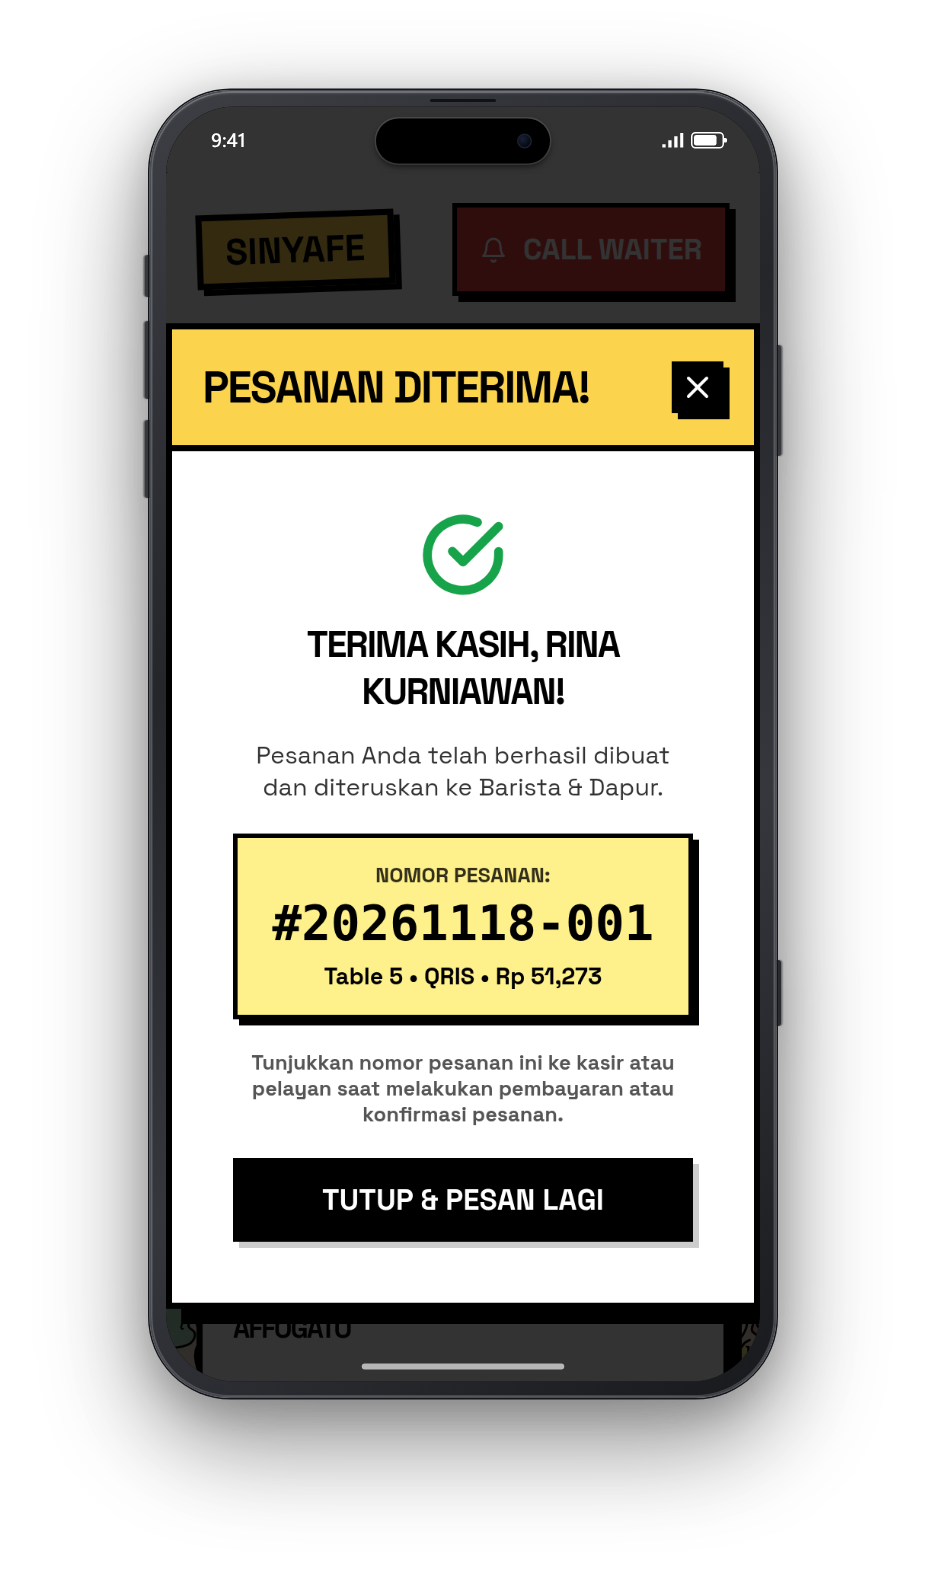 9:41
SINYAFE
CALL WAITER
PESANAN DITERIMA!
TERIMA KASIH, RINA
KURNIAWAN!
Pesanan Anda telah berhasil dibuat
dan diteruskan ke Barista & Dapur.
NOMOR PESANAN:
#20261118-001
Table 5 • QRIS • Rp 51,273
Tunjukkan nomor pesanan ini ke kasir atau
pelayan saat melakukan pembayaran atau
konfirmasi pesanan.
TUTUP & PESAN LAGI
AFFOGATO